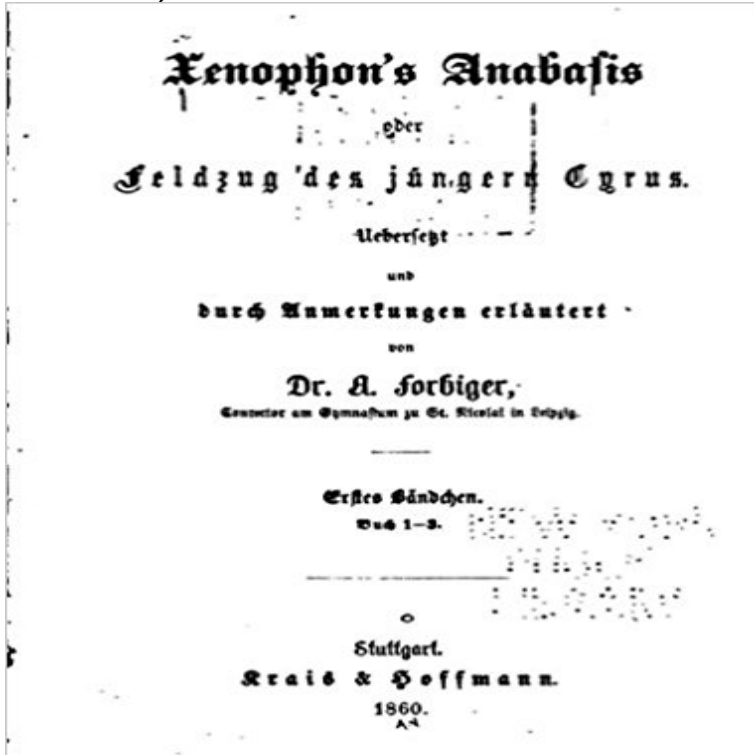 Xenophon's Anabasis
oder
Feldzug des jüngern Cyrus.
Uebersetzt
und
durch Anmerkungen erläutert
von
Dr. A. Forbiger,
Conrector am Gymnasium zu St. Nicolai in Leipzig.
Erstes Bändchen.
Buch 1–3.
Stuttgart.
Krais & Hoffmann.
1860.